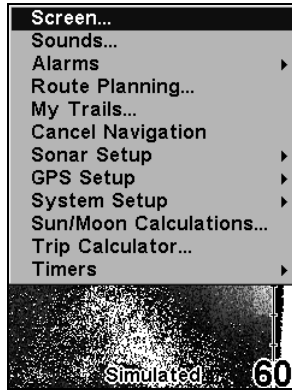 Screen...
Sounds...
Alarms
Route Planning...
My Trails...
Cancel Navigation
Sonar Setup
GPS Setup
System Setup
Sun/Moon Calculations...
Trip Calculator...
Timers
Simulated
60